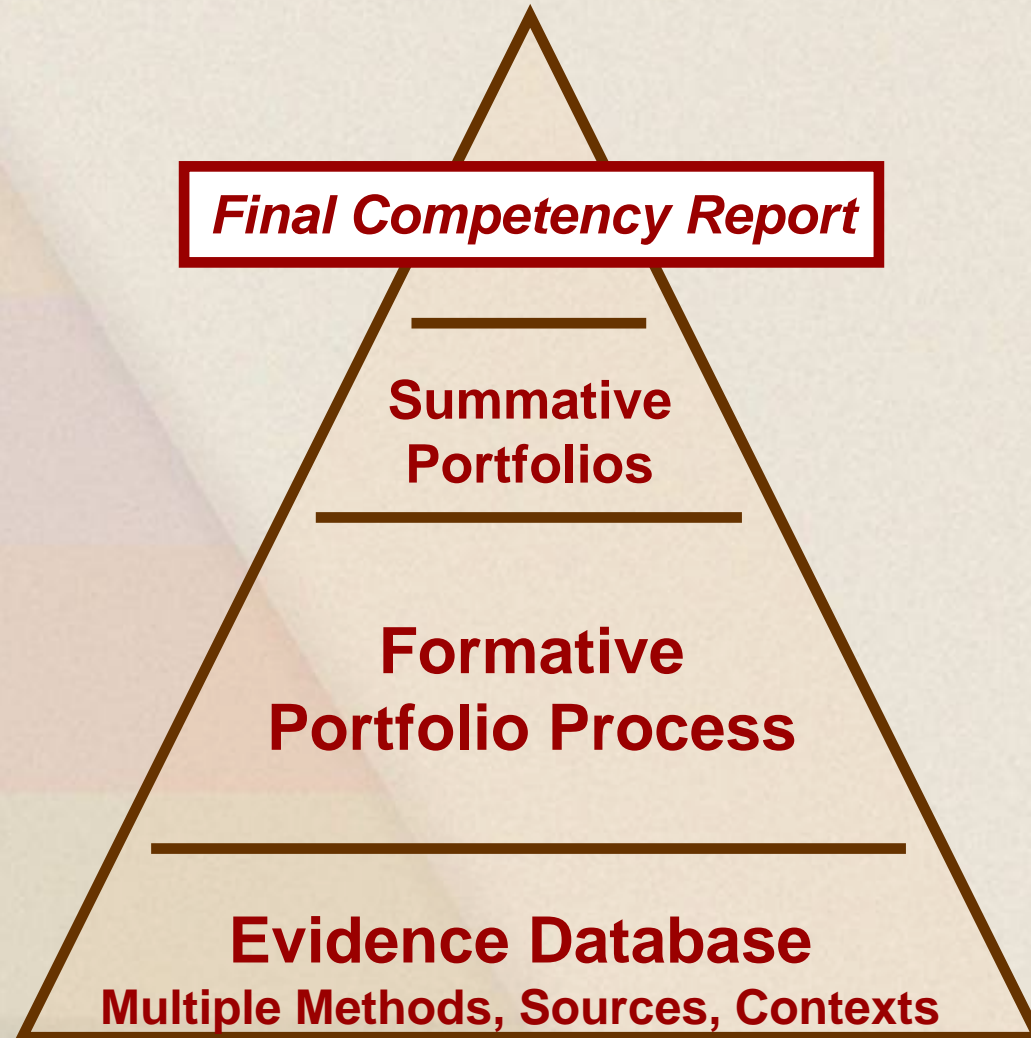 Final Competency Report
Summative
Portfolios
Formative
Portfolio Process
Evidence Database
Multiple Methods, Sources, Contexts